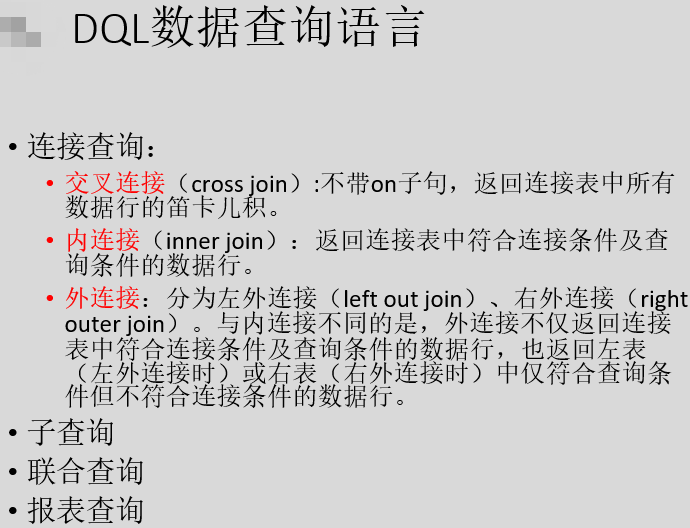 DQL数据查询语言
• 连接查询：
• 交叉连接（cross join）:不带on子句，返回连接表中所有
数据行的笛卡儿积。
• 内连接（inner join）：返回连接表中符合连接条件及查
询条件的数据行。
• 外连接：分为左外连接（left out join）、右外连接（right
outer join）。与内连接不同的是，外连接不仅返回连接
表中符合连接条件及查询条件的数据行，也返回左表
（左外连接时）或右表（右外连接时）中仅符合查询条
件但不符合连接条件的数据行。
• 子查询
• 联合查询
• 报表查询